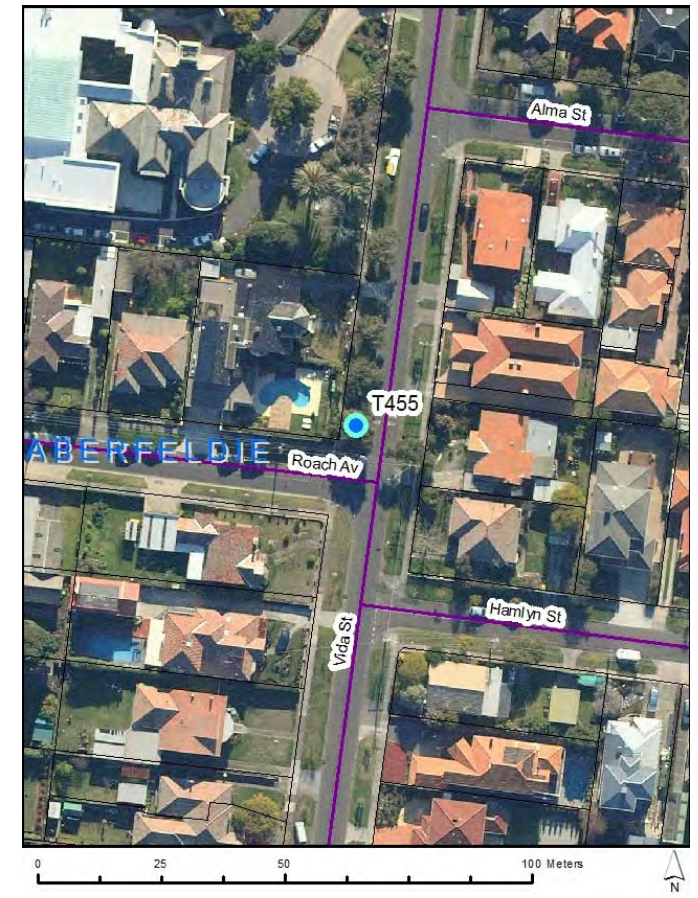 Alma St
T455
ABERFELDIE
Roach Av
Hamlyn St
Vida St
0 25 50 100 Meters
N